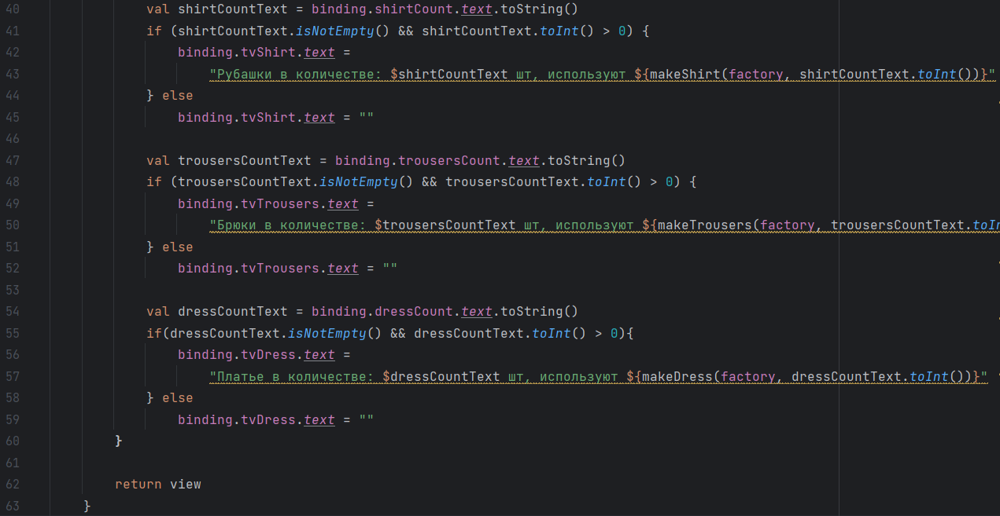 40 val shirtCountText = binding.shirtCount.text.toString()
41 if (shirtCountText.isNotEmpty() && shirtCountText.toInt() > 0) {
42 binding.tvShirt.text =
43 "Рубашки в количестве: $shirtCountText шт, используют ${makeShirt(factory, shirtCountText.toInt())}"
44 } else
45 binding.tvShirt.text = ""
46
47 val trousersCountText = binding.trousersCount.text.toString()
48 if (trousersCountText.isNotEmpty() && trousersCountText.toInt() > 0) {
49 binding.tvTrousers.text =
50 "Брюки в количестве: $trousersCountText шт, используют ${makeTrousers(factory, trousersCountText.toIn
51 } else
52 binding.tvTrousers.text = ""
53
54 val dressCountText = binding.dressCount.text.toString()
55 if(dressCountText.isNotEmpty() && dressCountText.toInt() > 0){
56 binding.tvDress.text =
57 "Платье в количестве: $dressCountText шт, используют ${makeDress(factory, dressCountText.toInt())}"
58 } else
59 binding.tvDress.text = ""
60 }
61
62 return view
63 }